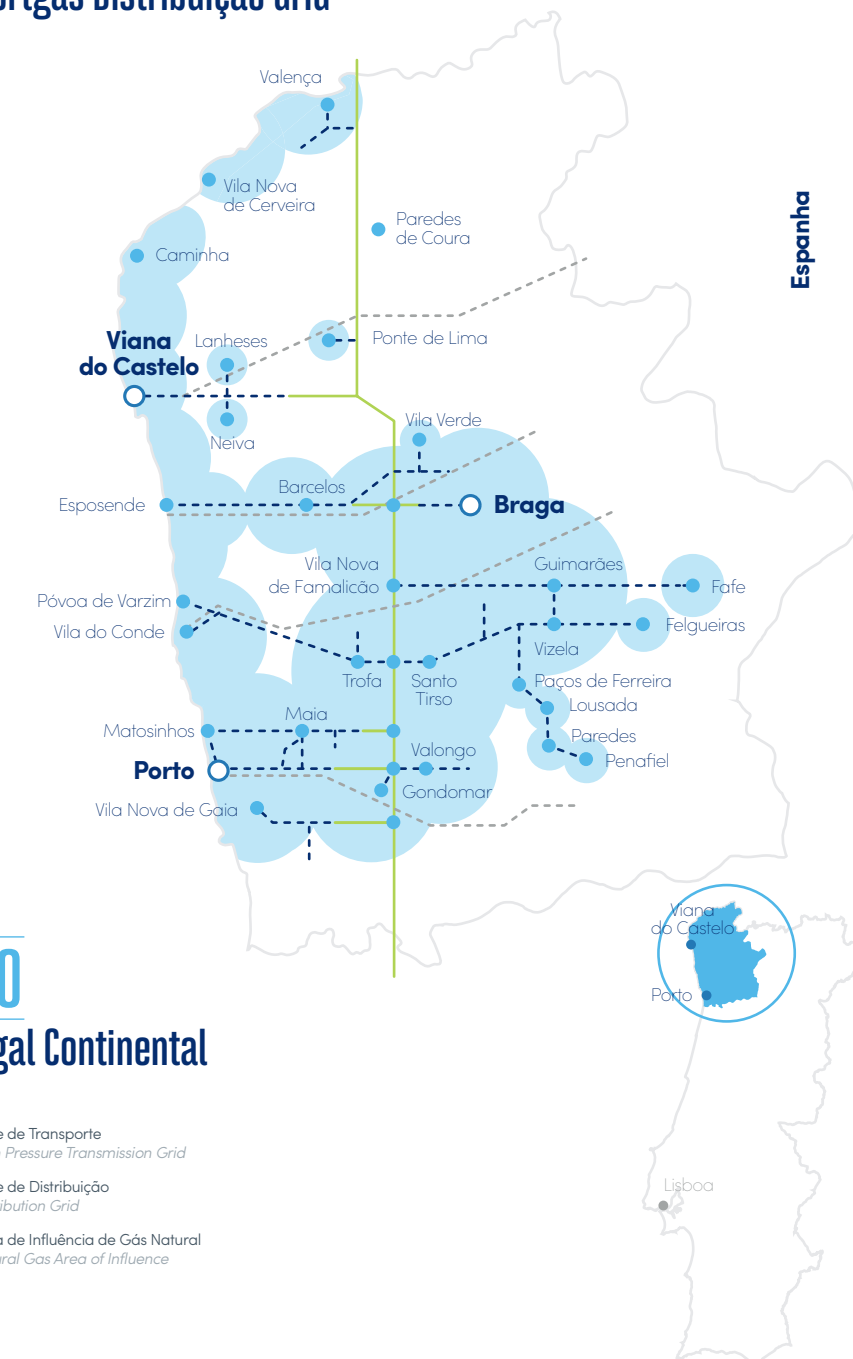 Distribuição grid
Valença
Vila Nova
de Cerveira
Paredes
de Coura
Espanha
Caminha
Viana
do Castelo
Lanheses
Ponte de Lima
Neiva
Vila Verde
Barcelos
Esposende
Braga
Vila Nova
de Famalicão
Guimarães
Póvoa de Varzim
Fafe
Vila do Conde
Felgueiras
Vizela
Trofa
Santo
Tirso
Paços de Ferreira
Lousada
Maia
Matosinhos
Paredes
Valongo
Penafiel
Porto
Gondomar
Vila Nova de Gaia
Viana
do Castelo
Porto
0
gal Continental
e de Transporte
Pressure Transmission Grid
e de Distribuição
ibution Grid
a de Influência de Gás Natural
ural Gas Area of Influence
Lisboa